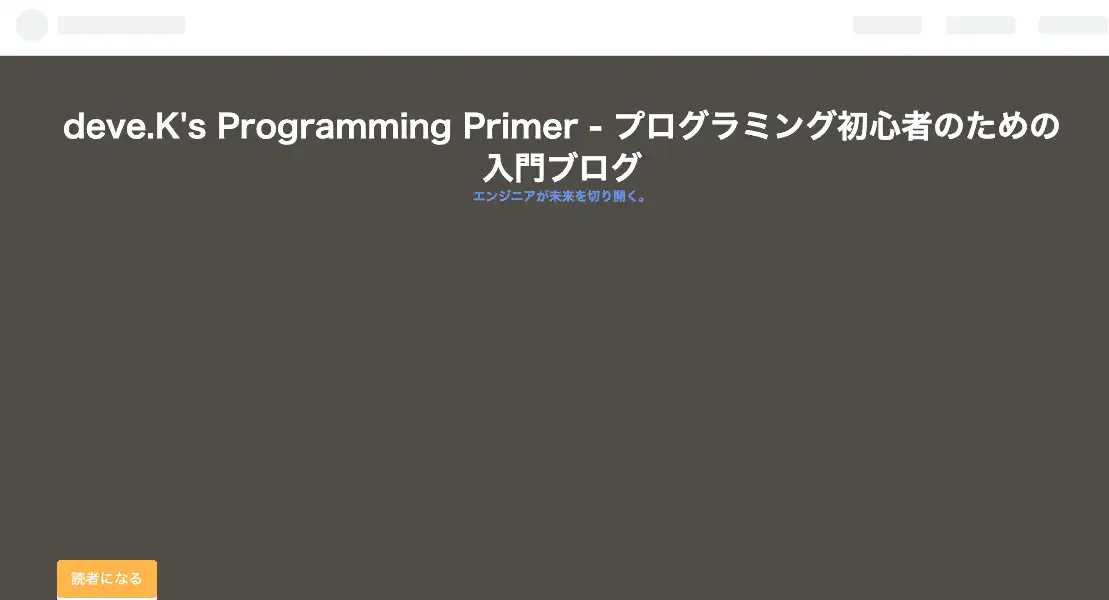 deve.K's Programming Primer - プログラミング初心者のための
入門ブログ
エンジニアが未来を切り開く。
読者になる